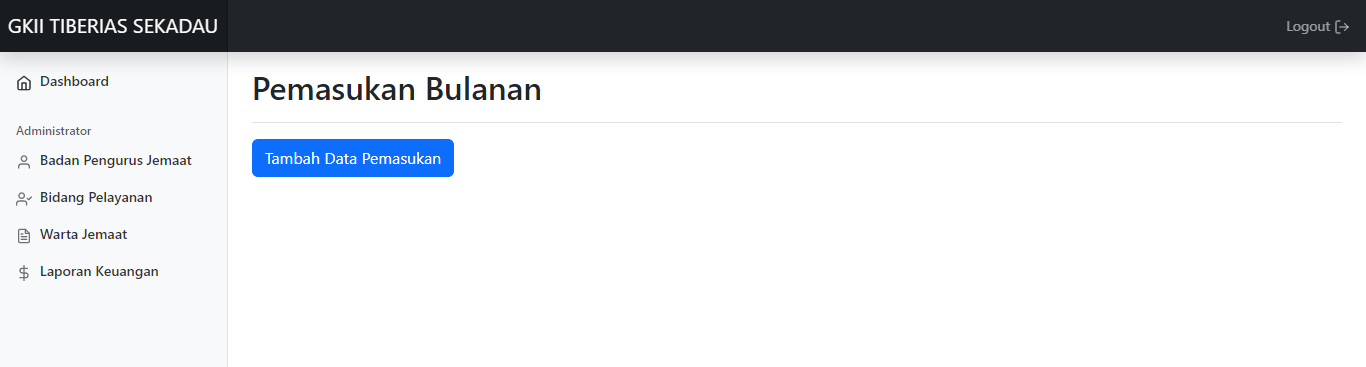 GKII TIBERIAS SEKADAU
Logout
Dashboard
Administrator
Badan Pengurus Jemaat
Bidang Pelayanan
Warta Jemaat
Laporan Keuangan
Pemasukan Bulanan
Tambah Data Pemasukan